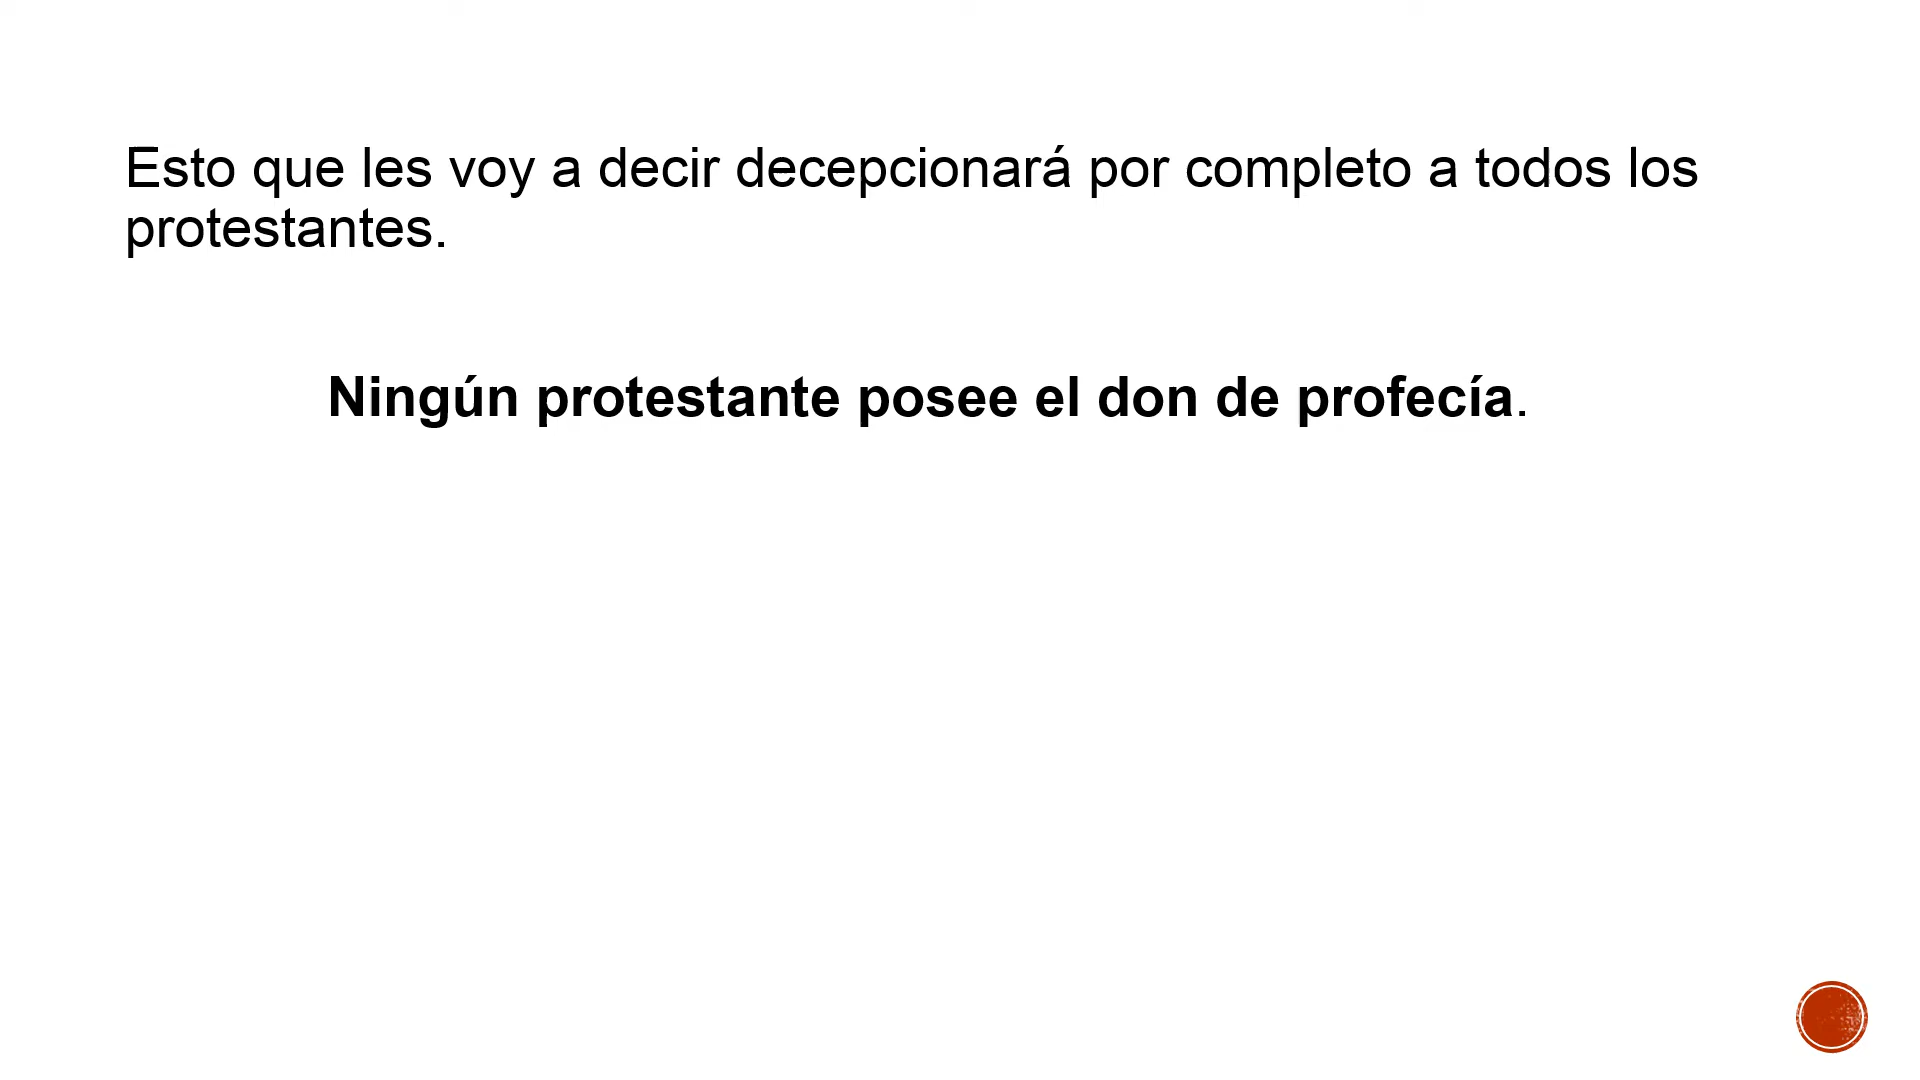 Esto que les voy a decir decepcionará por completo a todos los
protestantes.
Ningún protestante posee el don de profecía.